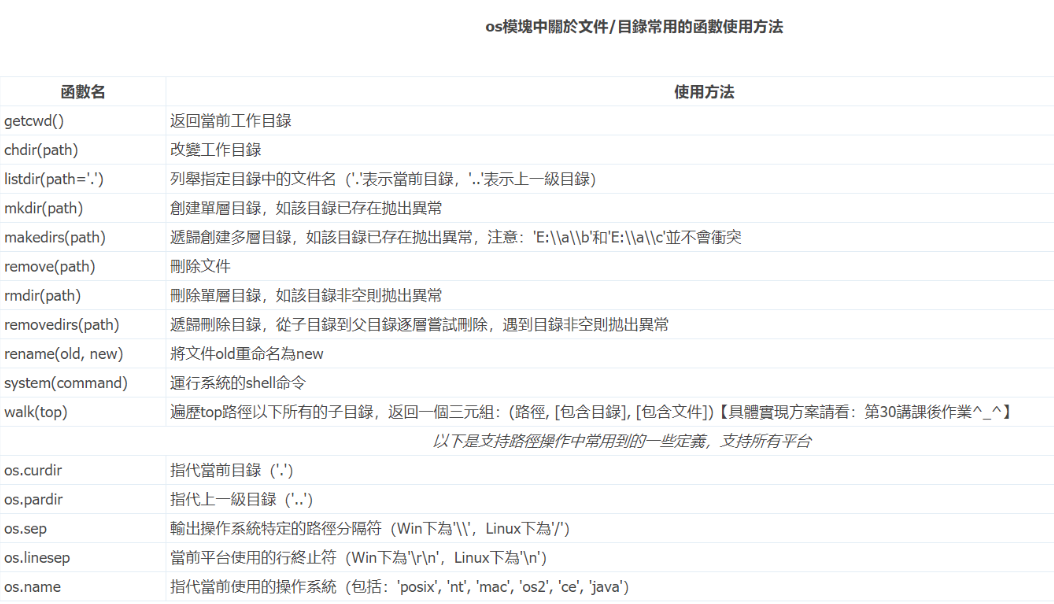 os模塊中關於文件/目錄常用的函數使用方法
函數名 使用方法
getcwd() 返回當前工作目錄
chdir(path) 改變工作目錄
listdir(path='.') 列舉指定目錄中的文件名（'.'表示當前目錄，'..'表示上一級目錄）
mkdir(path) 創建單層目錄，如該目錄已存在拋出異常
makedirs(path) 遞歸創建多層目錄，如該目錄已存在拋出異常，注意：'E:\\a\\b'和'E:\\a\\c'並不會衝突
remove(path) 刪除文件
rmdir(path) 刪除單層目錄，如該目錄非空則拋出異常
removedirs(path) 遞歸刪除目錄，從子目錄到父目錄逐層嘗試刪除，遇到目錄非空則拋出異常
rename(old, new) 將文件old重命名為new
system(command) 運行系統的shell命令
walk(top) 遍歷top路徑以下所有的子目錄，返回一個三元組：(路徑, [包含目錄], [包含文件])【具體實現方案請看：第30講課後作業^_^】
以下是支持路徑操作中常用到的一些定義，支持所有平台
os.curdir 指代當前目錄（'.'）
os.pardir 指代上一級目錄（'..'）
os.sep 輸出操作系統特定的路徑分隔符（Win下為'\\'，Linux下為'/'）
os.linesep 當前平台使用的行終止符（Win下為'\r\n'，Linux下為'\n'）
os.name 指代當前使用的操作系統（包括：'posix', 'nt', 'mac', 'os2', 'ce', 'java'）